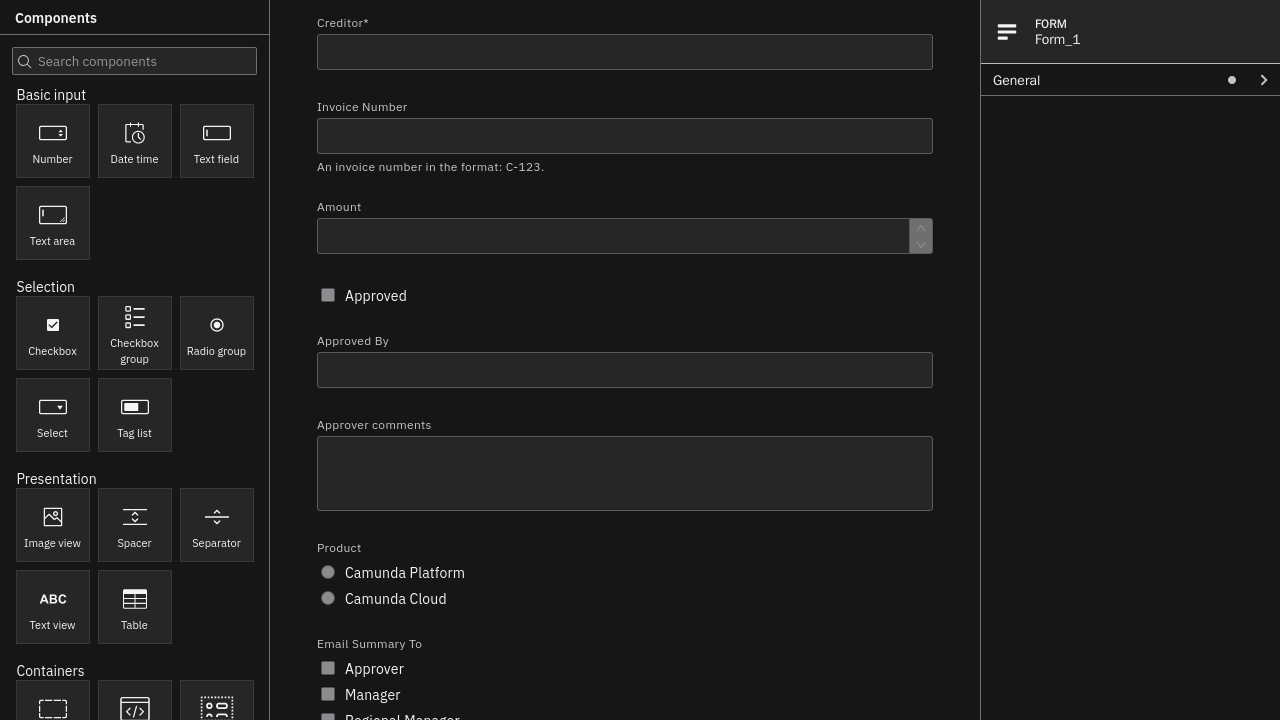 Components
Search components
Basic input
Number
Date time
Text field
Text area
Selection
Checkbox
Checkbox
group
Radio group
Select
Tag list
Presentation
Image view
Spacer
Separator
ABC
Text view
Table
Containers
Creditor*
Invoice Number
An invoice number in the format: C-123.
Amount
Approved
Approved By
Approver comments
Product
Camunda Platform
Camunda Cloud
Email Summary To
Approver
Manager
Regional Manager
FORM
Form_1
General